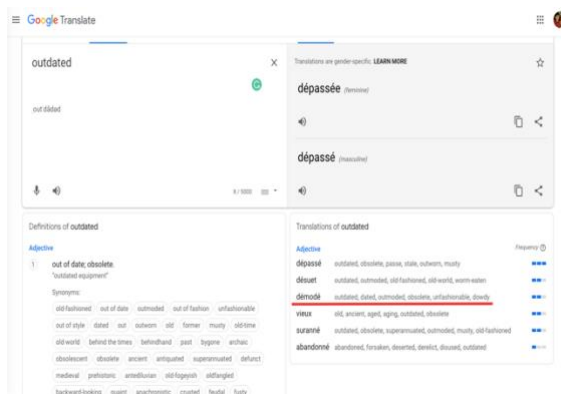 Google Translate
outdated
Translations are gender-specific. LEARN MORE
dépassée (feminine)
dépassé (masculine)
8 / 5000
Definitions of outdated
Adjective
1 out of date; obsolete.
"outdated equipment"
Synonyms:
old-fashioned out of date outmoded out of fashion unfashionable
out of style dated out outworn old former musty old-time
old-world behind the times behindhand past bygone archaic
obsolescent obsolete ancient antiquated superannuated defunct
medieval prehistoric antediluvian old-fogeyish oldfangled
backward-looking quaint anachronistic crusted feudal fusty
Translations of outdated
Adjective Frequency
dépassé outdated, obsolete, passe, stale, outworn, musty
désuet outdated, outmoded, old-fashioned, old-world, worm-eaten
démodé outdated, dated, outmoded, obsolete, unfashionable, dowdy
vieux old, ancient, aged, aging, outdated, obsolete
suranné outdated, obsolete, superannuated, outmoded, musty, old-fashioned
abandonné abandoned, forsaken, deserted, derelict, disused, outdated